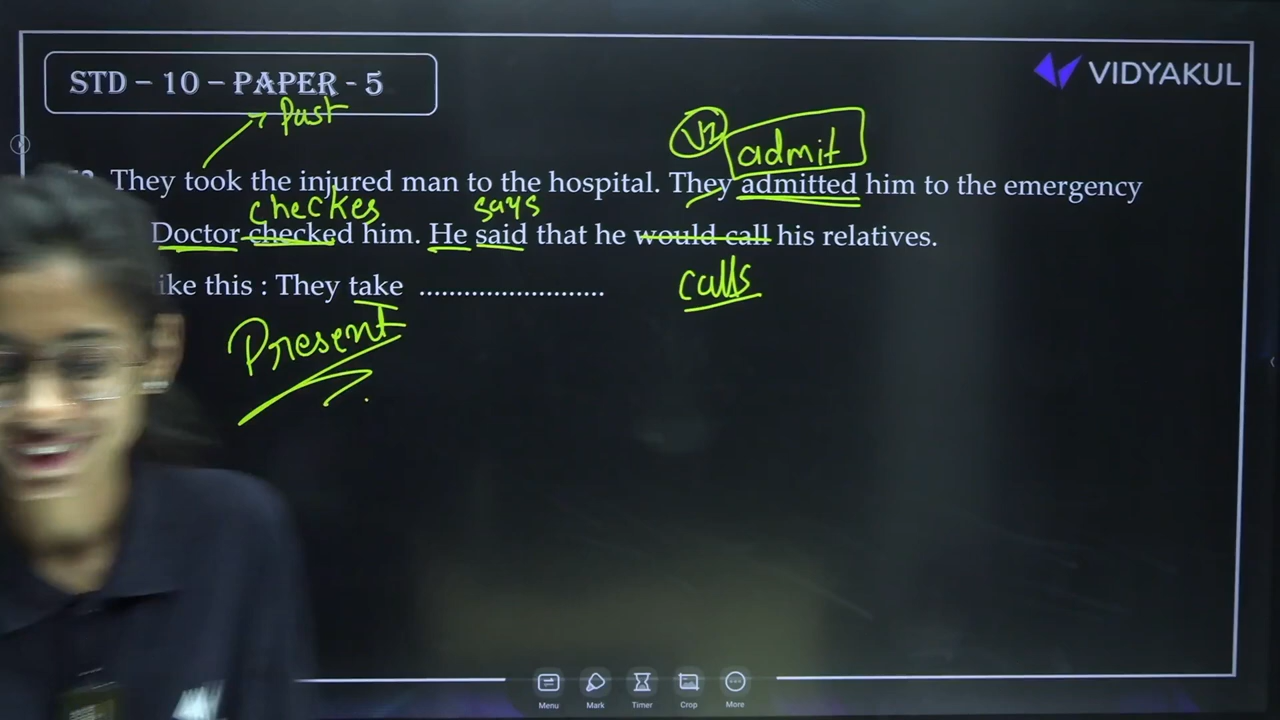 STD – 10 – PAPER - 5
VIDYAKUL
Past
V2
admit
They took the injured man to the hospital. They admitted him to the emergency
checkes
says
Doctor checked him. He said that he would call his relatives.
ike this : They take .........................
calls
Present
Menu
Mark
Timer
Crop
More